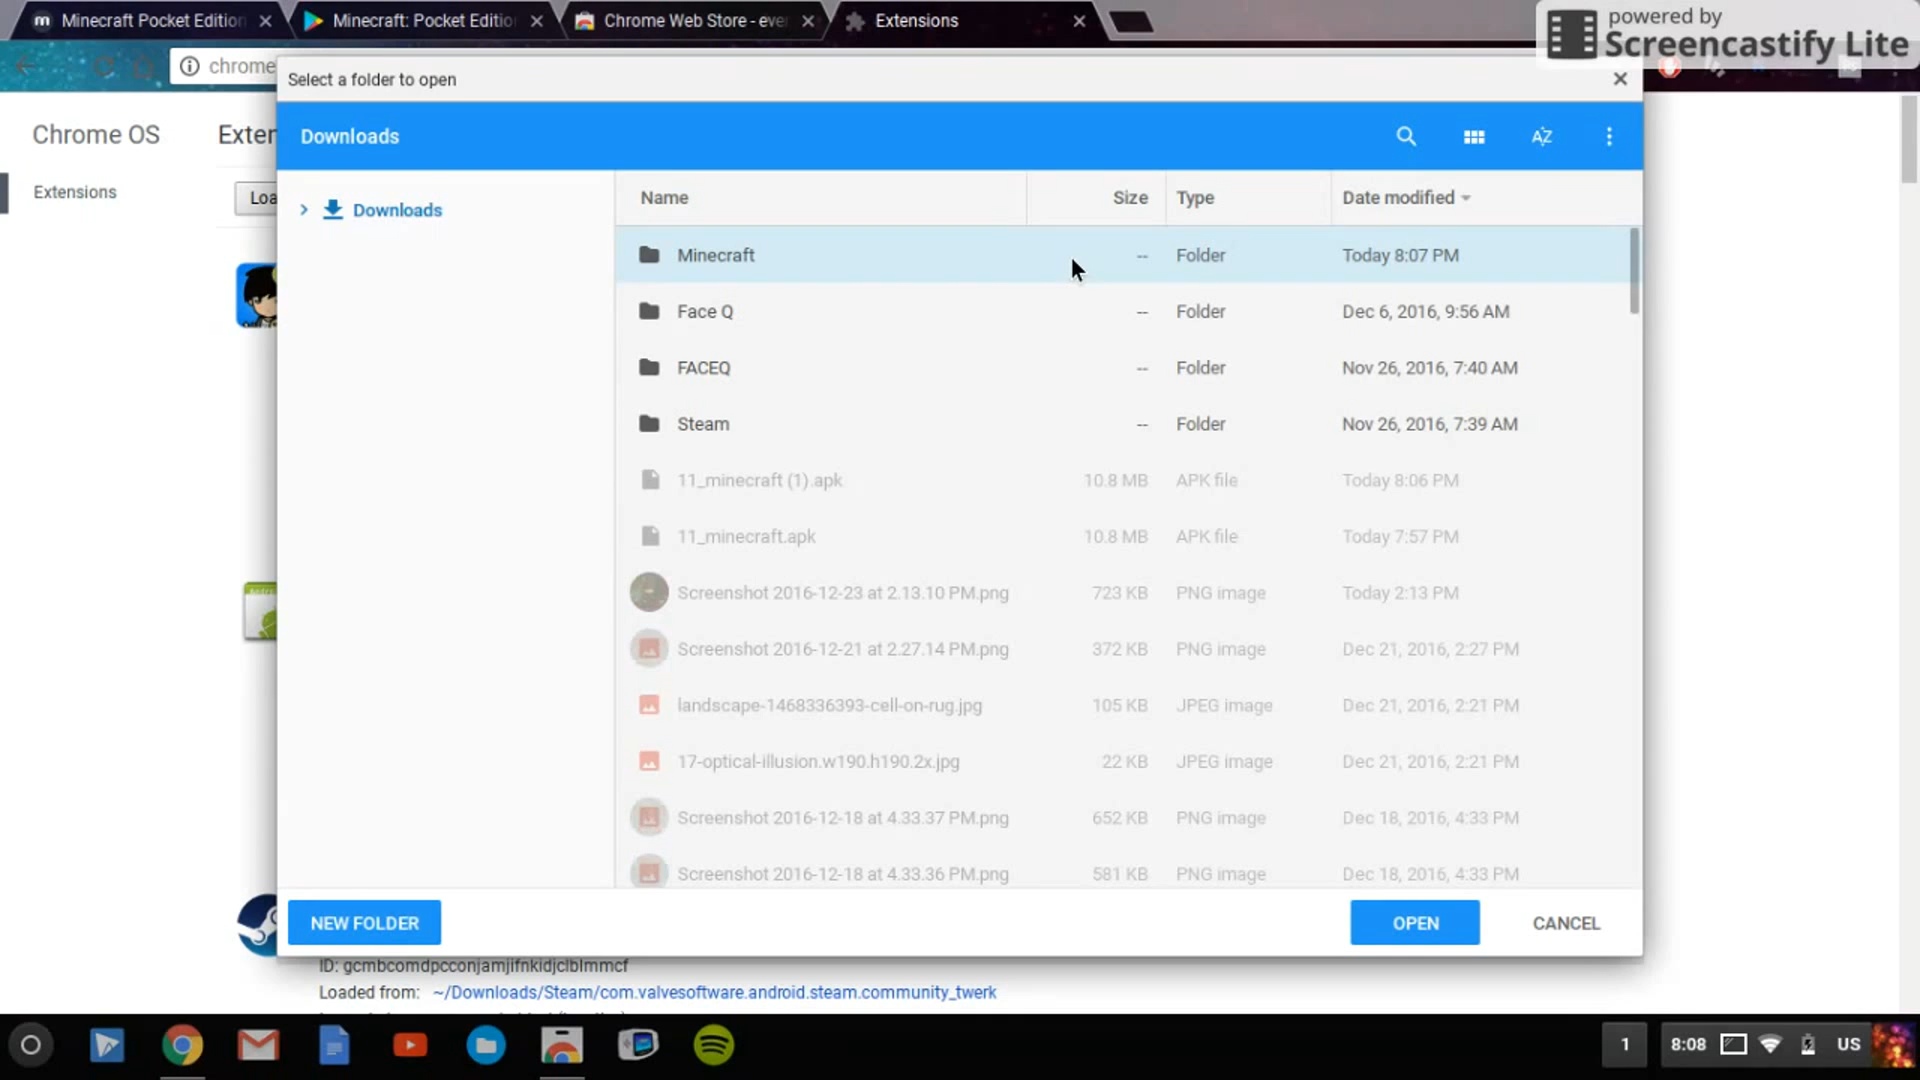 Minecraft Pocket Edition
Minecraft: Pocket Editio
Chrome Web Store - ever
Extensions
powered by
Screencastify Lite
chrome
Select a folder to open
Chrome OS
Exter
Downloads
AZ
Extensions
Loa
Downloads
Name Size Type Date modified
Minecraft -- Folder Today 8:07 PM
Face Q -- Folder Dec 6, 2016, 9:56 AM
FACEQ -- Folder Nov 26, 2016, 7:40 AM
Steam -- Folder Nov 26, 2016, 7:39 AM
11_minecraft (1).apk 10.8 MB APK file Today 8:06 PM
11_minecraft.apk 10.8 MB APK file Today 7:57 PM
Screenshot 2016-12-23 at 2.13.10 PM.png 723 KB PNG image Today 2:13 PM
Screenshot 2016-12-21 at 2.27.14 PM.png 372 KB PNG image Dec 21, 2016, 2:27 PM
landscape-1468336393-cell-on-rug.jpg 105 KB JPEG image Dec 21, 2016, 2:21 PM
17-optical-illusion.w190.h190.2x.jpg 22 KB JPEG image Dec 21, 2016, 2:21 PM
Screenshot 2016-12-18 at 4.33.37 PM.png 652 KB PNG image Dec 18, 2016, 4:33 PM
Screenshot 2016-12-18 at 4.33.36 PM.png 581 KB PNG image Dec 18, 2016, 4:33 PM
NEW FOLDER OPEN CANCEL
ID: gcmbcomdpcconjamjifnkidjclblmmcf
Loaded from: ~/Downloads/Steam/com.valvesoftware.android.steam.community_twerk
1 8:08 US